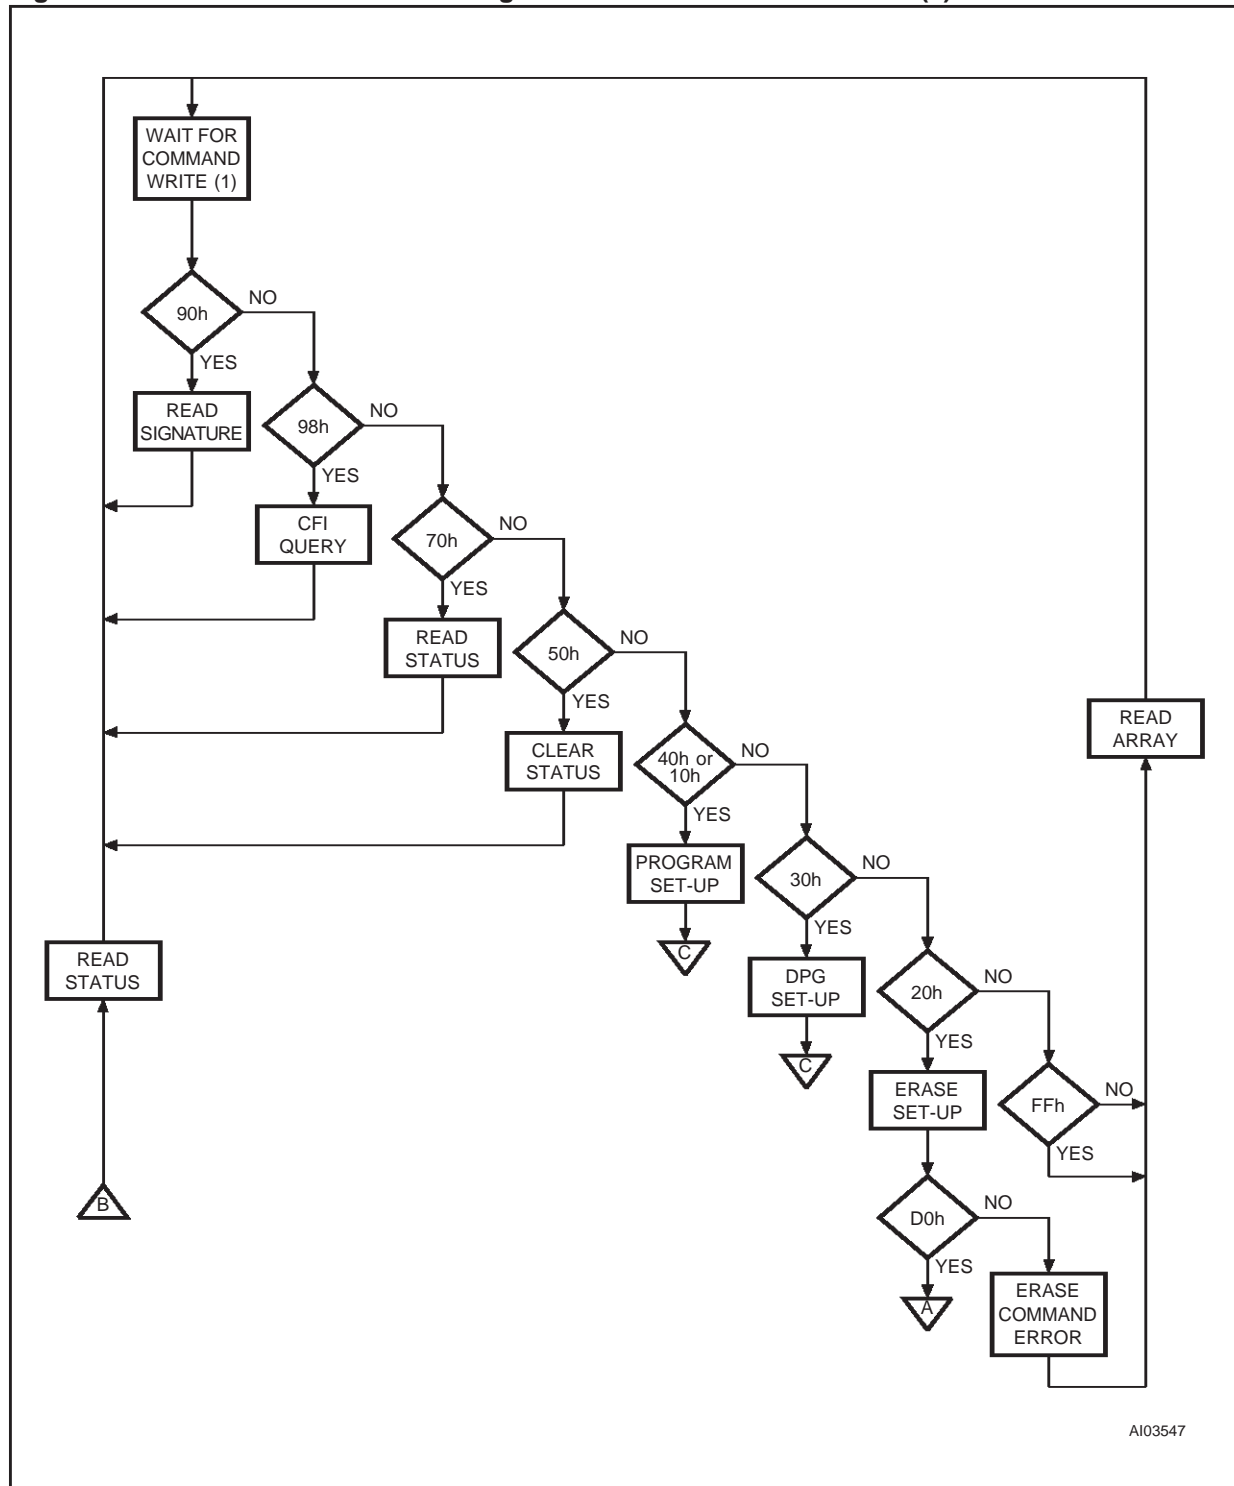 WAIT FOR
COMMAND
WRITE (1)
90h
NO
YES
READ
SIGNATURE
98h
NO
YES
CFI
QUERY
70h
NO
YES
READ
STATUS
50h
NO
YES
CLEAR
STATUS
40h or
10h
NO
YES
PROGRAM
SET-UP
C
30h
NO
YES
DPG
SET-UP
C
20h
NO
YES
ERASE
SET-UP
FFh
NO
YES
D0h
NO
YES
A
ERASE
COMMAND
ERROR
READ
ARRAY
READ
STATUS
B
AI03547